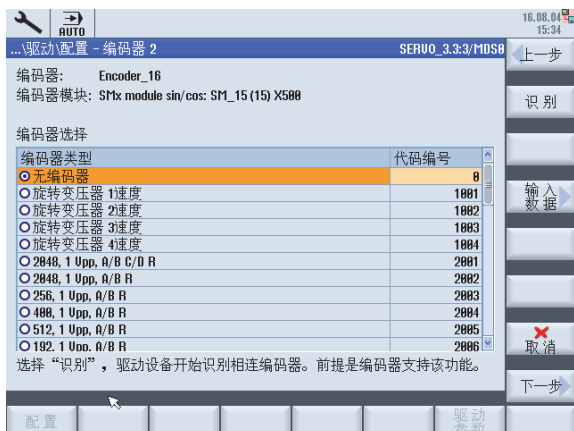 AUTO
16.08.04
15:34
...\驱动\配置 - 编码器 2
SERVO_3.3:3/MDS0
上一步
编码器: Encoder_16
编码器模块: SMx module sin/cos: SM_15 (15) X500
识别
编码器选择
编码器类型 代码编号
无编码器 0
旋转变压器 1速度 1001
旋转变压器 2速度 1002
旋转变压器 3速度 1003
旋转变压器 4速度 1004
2048, 1 Vpp, A/B C/D R 2001
2048, 1 Vpp, A/B R 2002
256, 1 Vpp, A/B R 2003
400, 1 Vpp, A/B R 2004
512, 1 Vpp, A/B R 2005
192, 1 Vpp, A/B R 2006
输入
数据
取消
选择“识别”，驱动设备开始识别相连编码器。前提是编码器支持该功能。
下一步
配置
驱动
参数